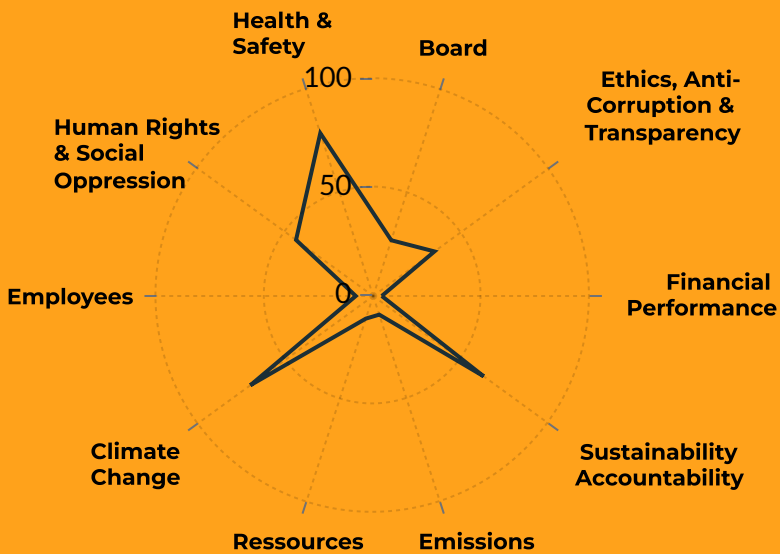 Health &
Safety
Board
100
Ethics, Anti-
Corruption &
Transparency
Human Rights
& Social
Oppression
50
Employees
0
Financial
Performance
Climate
Change
Sustainability
Accountability
Ressources
Emissions